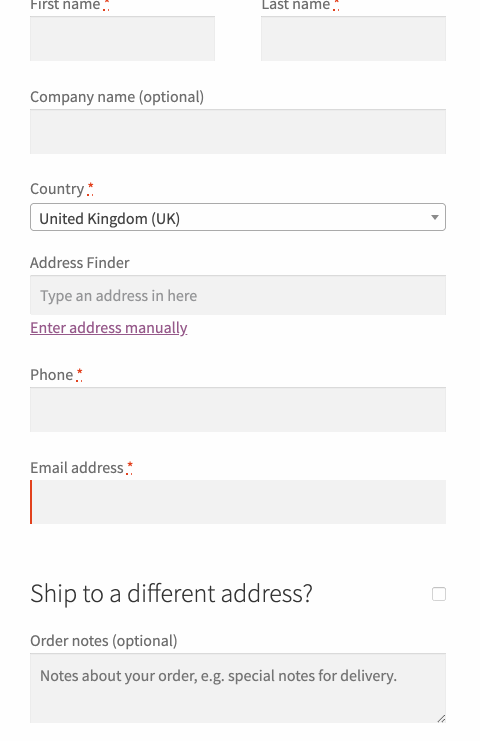 First name *
Last name *
Company name (optional)
Country *
United Kingdom (UK)
Address Finder
Type an address in here
Enter address manually
Phone *
Email address *
Ship to a different address?
Order notes (optional)
Notes about your order, e.g. special notes for delivery.